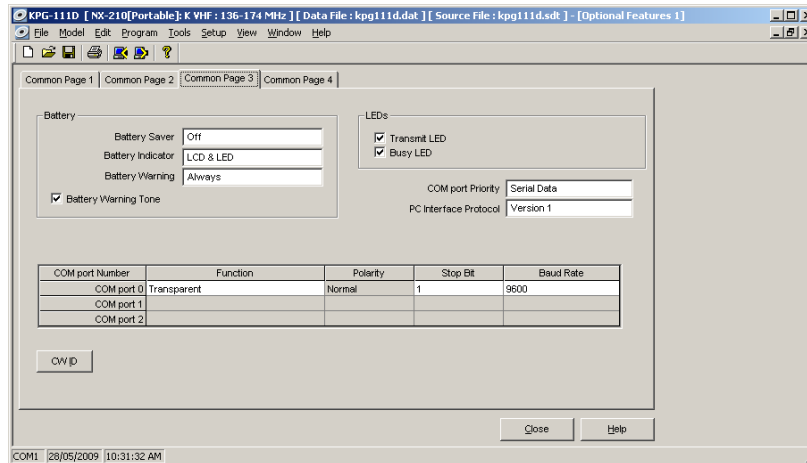 KPG-111D [ NX-210[Portable]: K VHF : 136-174 MHz ] [ Data File : kpg111d.dat ] [ Source File : kpg111d.sdt ] - [Optional Features 1]
File Model Edit Program Tools Setup View Window Help
Common Page 1 Common Page 2 Common Page 3 Common Page 4
Battery
Battery Saver Off
Battery Indicator LCD & LED
Battery Warning Always
Battery Warning Tone
LEDs
Transmit LED
Busy LED
COM port Priority Serial Data
PC Interface Protocol Version 1
COM port Number Function Polarity Stop Bit Baud Rate
COM port 0 Transparent Normal 1 9600
COM port 1
COM port 2
CW ID
Close Help
COM1 28/05/2009 10:31:32 AM